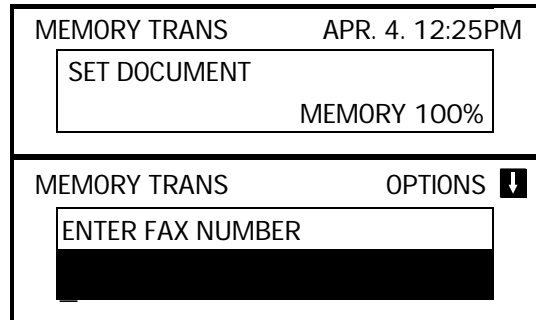 MEMORY TRANS APR. 4. 12:25PM
SET DOCUMENT
MEMORY 100%
MEMORY TRANS OPTIONS ↓
ENTER FAX NUMBER
_